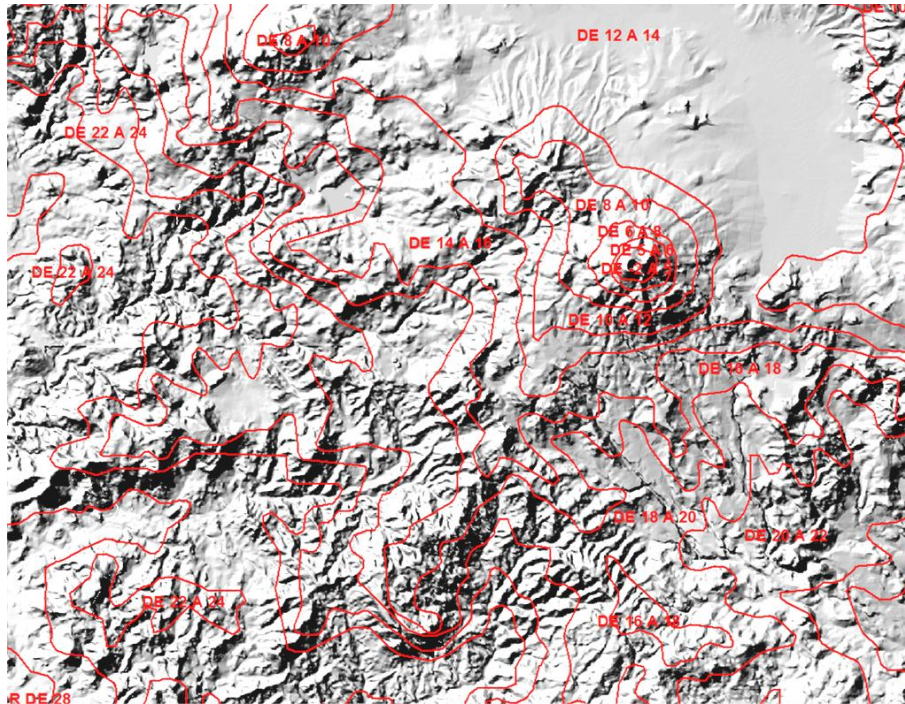 DE 10
DE 8 A 10
DE 12 A 14
DE 22 A 24
DE 8 A 10
DE 6 A 8
DE 14 A 16
DE 22 A 24
DE 10 A 12
DE 16 A 18
DE 18 A 20
DE 20 A 22
DE 22 A 24
DE 16 A 18
R DE 28